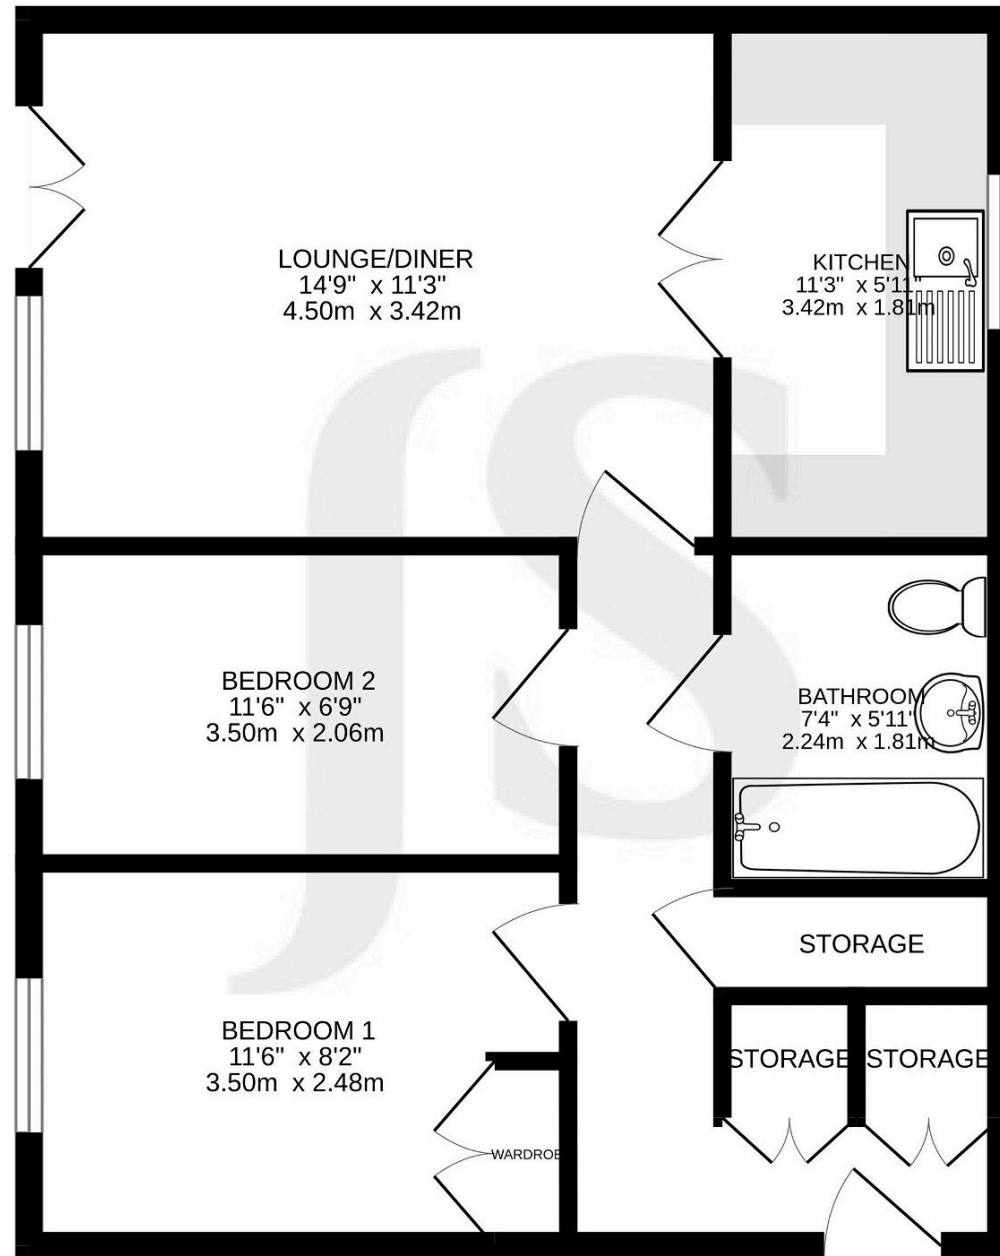 LOUNGE/DINER
14'9" x 11'3"
4.50m x 3.42m
KITCHEN
11'3" x 5'11"
3.42m x 1.81m
BEDROOM 2
11'6" x 6'9"
3.50m x 2.06m
BATHROOM
7'4" x 5'11"
2.24m x 1.81m
STORAGE
BEDROOM 1
11'6" x 8'2"
3.50m x 2.48m
STORAGE
STORAGE
WARDROB
JS